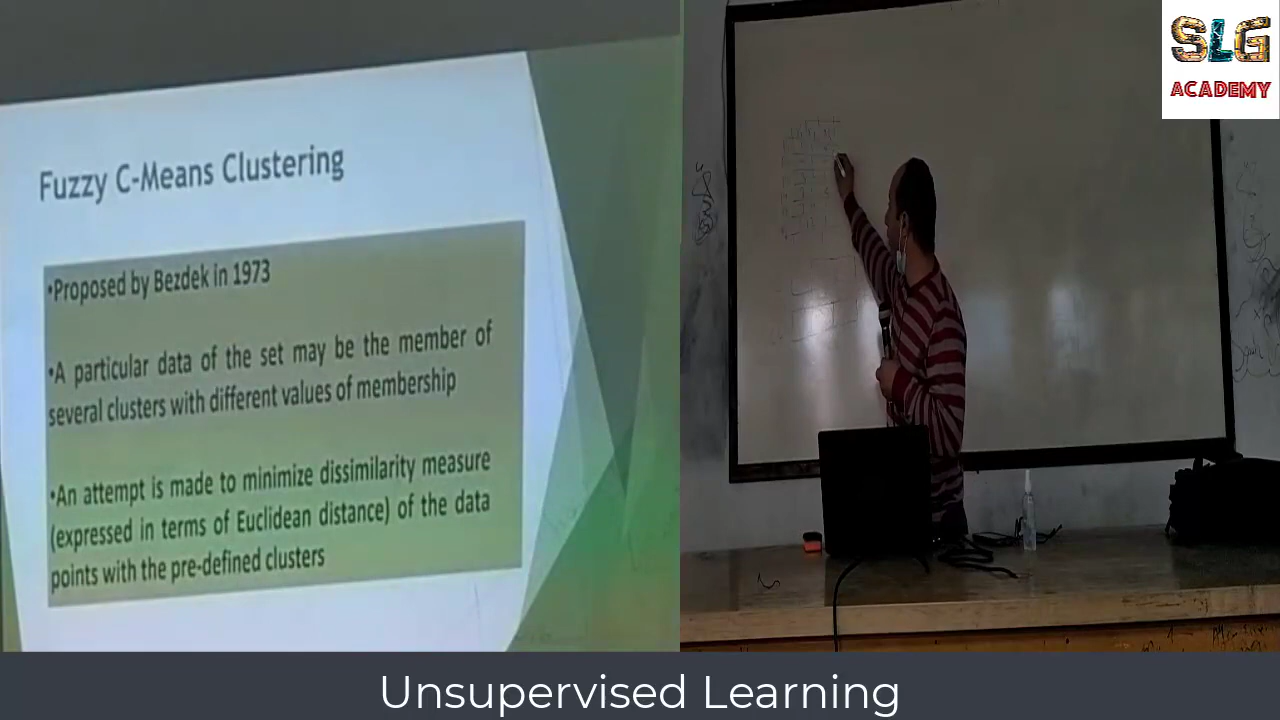 Fuzzy C-Means Clustering
•Proposed by Bezdek in 1973
•A particular data of the set may be the member of
several clusters with different values of membership
•An attempt is made to minimize dissimilarity measure
(expressed in terms of Euclidean distance) of the data
points with the pre-defined clusters
SLG
ACADEMY
Unsupervised Learning